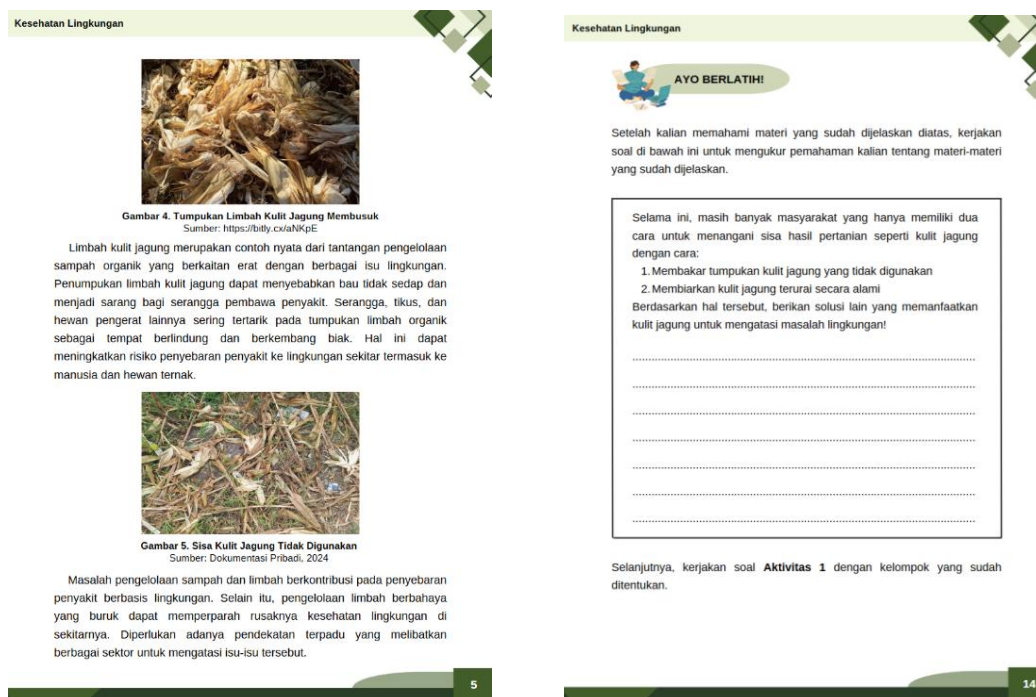 Kesehatan Lingkungan
Gambar 4. Tumpukan Limbah Kulit Jagung Membusuk
Sumber: https://bitly.cx/aNKpE
Limbah kulit jagung merupakan contoh nyata dari tantangan pengelolaan
sampah organik yang berkaitan erat dengan berbagai isu lingkungan.
Penumpukan limbah kulit jagung dapat menyebabkan bau tidak sedap dan
menjadi sarang bagi serangga pembawa penyakit. Serangga, tikus, dan
hewan pengerat lainnya sering tertarik pada tumpukan limbah organik
sebagai tempat berlindung dan berkembang biak. Hal ini dapat
meningkatkan risiko penyebaran penyakit ke lingkungan sekitar termasuk ke
manusia dan hewan ternak.
Gambar 5. Sisa Kulit Jagung Tidak Digunakan
Sumber: Dokumentasi Pribadi, 2024
Masalah pengelolaan sampah dan limbah berkontribusi pada penyebaran
penyakit berbasis lingkungan. Selain itu, pengelolaan limbah berbahaya
yang buruk dapat memperparah rusaknya kesehatan lingkungan di
sekitarnya. Diperlukan adanya pendekatan terpadu yang melibatkan
berbagai sektor untuk mengatasi isu-isu tersebut.
5
Kesehatan Lingkungan
AYO BERLATIH!
Setelah kalian memahami materi yang sudah dijelaskan diatas, kerjakan
soal di bawah ini untuk mengukur pemahaman kalian tentang materi-materi
yang sudah dijelaskan.
Selama ini, masih banyak masyarakat yang hanya memiliki dua
cara untuk menangani sisa hasil pertanian seperti kulit jagung
dengan cara:
1. Membakar tumpukan kulit jagung yang tidak digunakan
2. Membiarkan kulit jagung terurai secara alami
Berdasarkan hal tersebut, berikan solusi lain yang memanfaatkan
kulit jagung untuk mengatasi masalah lingkungan!
Selanjutnya, kerjakan soal Aktivitas 1 dengan kelompok yang sudah
ditentukan.
14